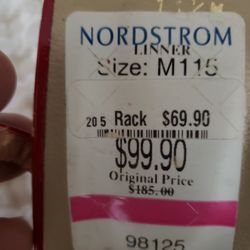 NORDSTROM
LINNER
Size: M115
20 5 Rack $69.90
$99.90
Original Price
$185.00
98125